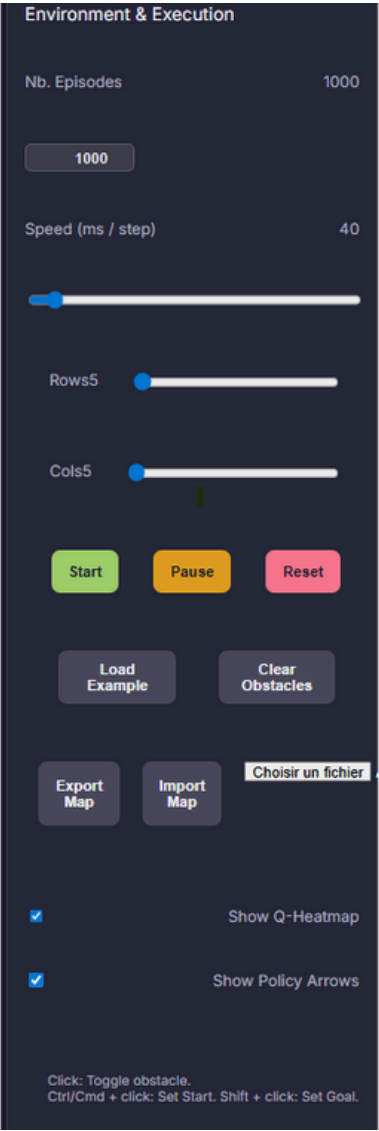 Environment & Execution
Nb. Episodes 1000
1000
Speed (ms / step) 40
Rows5
Cols5
Start Pause Reset
Load Clear
Example Obstacles
Choisir un fichier
Export Import
Map Map
Show Q-Heatmap
Show Policy Arrows
Click: Toggle obstacle.
Ctrl/Cmd + click: Set Start. Shift + click: Set Goal.